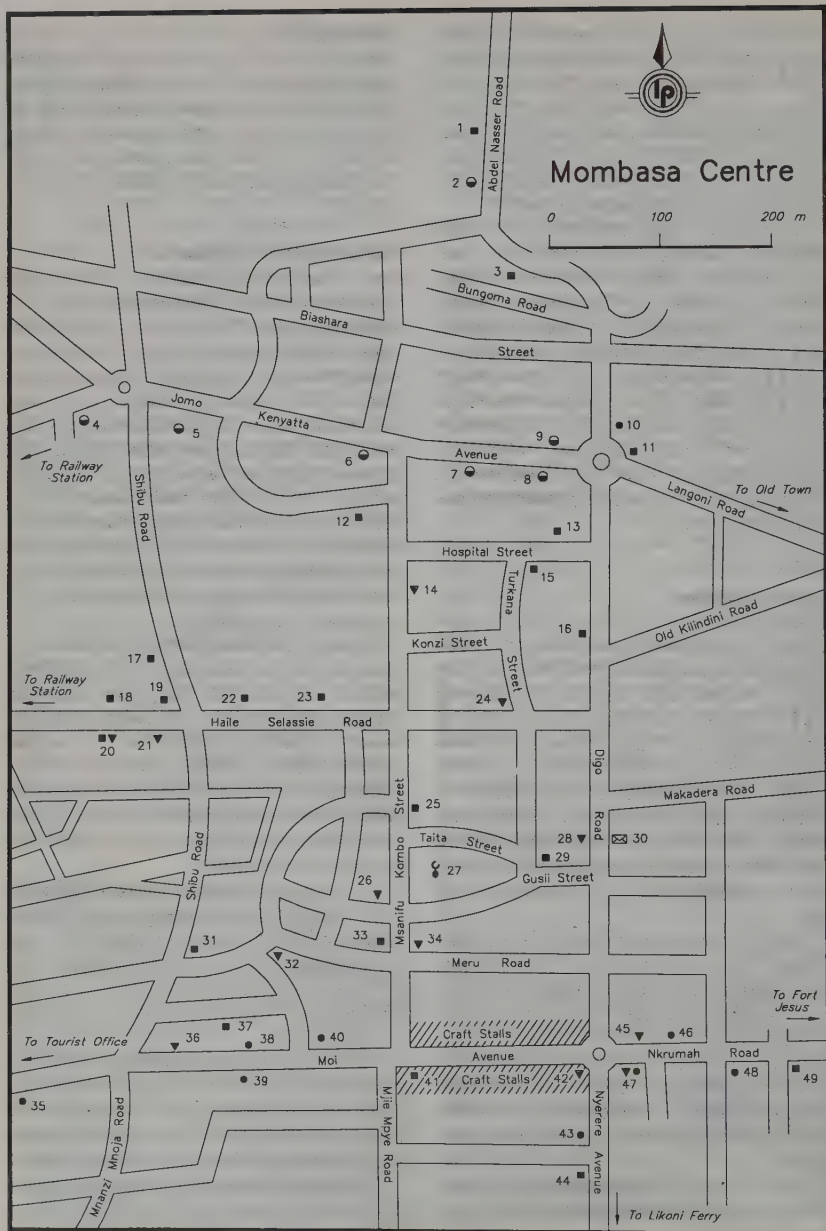 lp
Mombasa Centre
0 100 200 m
Abdel Nasser Road
1
2
3
Bungoma Road
Biashara
Street
Jomo
Kenyatta
Avenue
4
5
6
7
8
9
10
11
To Railway
Station
Shibu Road
Langoni Road
To Old Town
12
13
Hospital Street
14
15
Turkana
Street
16
Konzi Street
Old Kilindini Road
17
To Railway
Station
18
19
22
23
24
Haile Selassie Road
20
21
Digo
Road
Makadera Road
25
Msanifu Kombo Street
Taita Street
28
30
29
27
Gusii Street
26
Shibu Road
31
33
34
32
Meru Road
To Fort
Jesus
Craft Stalls
45
46
To Tourist Office
36
37
38
40
Moi
Avenue
Nkrumah Road
39
41
Craft Stalls
42
47
48
49
35
Mnanzi Mnoja Road
Mjie Mpye Road
43
Nyerere Avenue
44
To Likoni Ferry